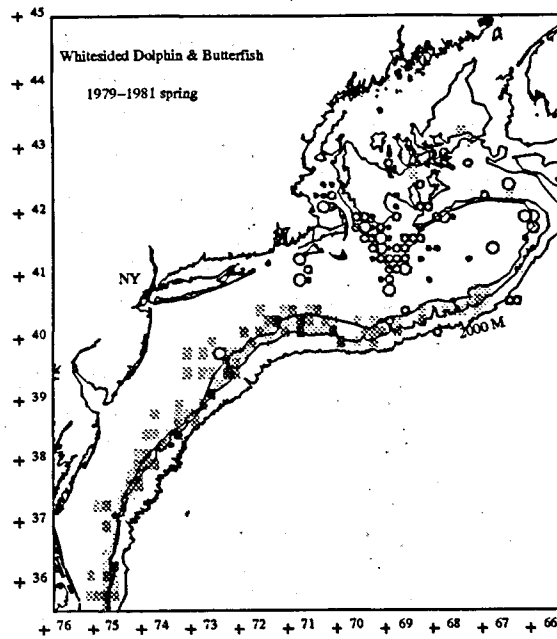 Whitesided Dolphin & Butterfish
1979-1981 spring
NY
2000 M
+ 45
+ 44
+ 43
+ 42
+ 41
+ 40
+ 39
+ 38
+ 37
+ 36
+ 76 + 75 + 74 + 73 + 72 + 71 + 70 + 69 + 68 + 67 + 66